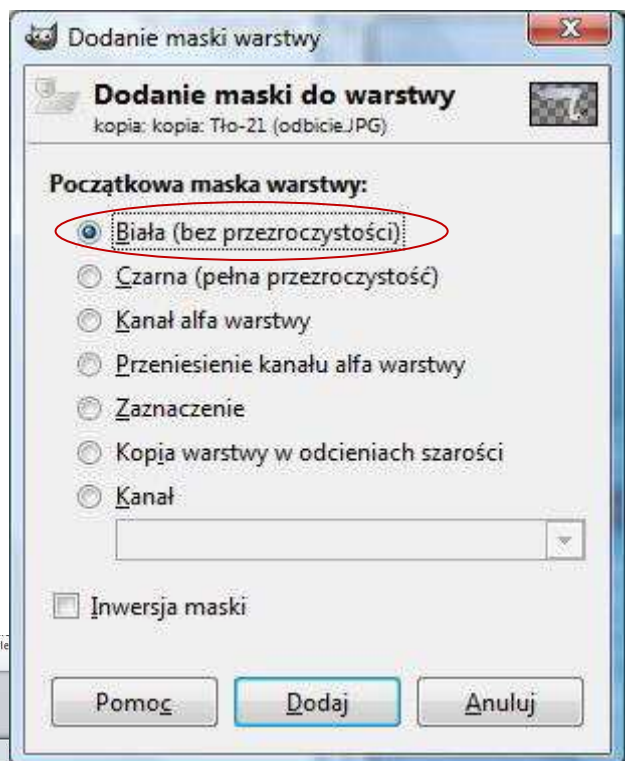 Dodanie maski warstwy
Dodanie maski do warstwy
kopia: kopia: Tło-21 (odbicie.JPG)
Początkowa maska warstwy:
Biała (bez przezroczystości)
Czarna (pełna przezroczystość)
Kanał alfa warstwy
Przeniesienie kanału alfa warstwy
Zaznaczenie
Kopia warstwy w odcieniach szarości
Kanał
Inwersja maski
Pomoc
Dodaj
Anuluj